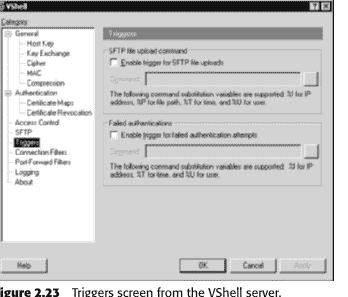 VShell
Category:
General
Host Key
Key Exchange
Cipher
MAC
Compression
Authentication
Certificate Maps
Certificate Revocation
Access Control
SFTP
Triggers
Connection Filters
Port-Forward Filters
Logging
About
Triggers
SFTP file upload command
Enable trigger for SFTP file uploads
Command:
...
The following command substitution variables are supported: %I for IP
address, %P for file path, %T for time, and %U for user.
Failed authentication
Enable trigger for failed authentication attempts
Command:
...
The following command substitution variables are supported: %I for IP
address, %T for time, and %U for user.
Help
OK
Cancel
Apply
igure 2.23 Triggers screen from the VShell server.